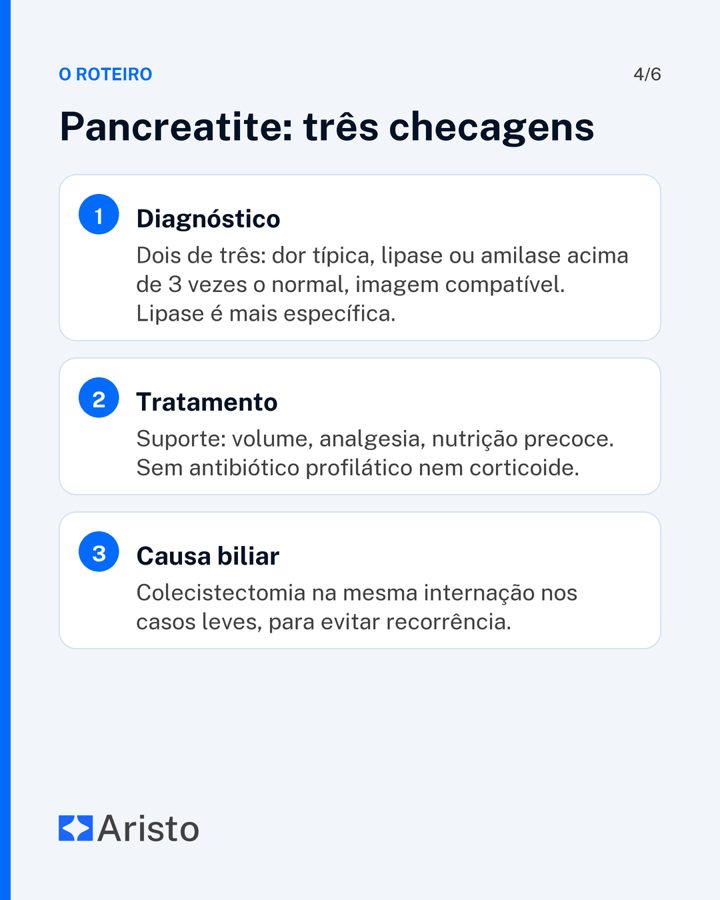 O ROTEIRO
4/6
Pancreatite: três checagens
1
Diagnóstico
Dois de três: dor típica, lipase ou amilase acima
de 3 vezes o normal, imagem compatível.
Lipase é mais específica.
2
Tratamento
Suporte: volume, analgesia, nutrição precoce.
Sem antibiótico profilático nem corticoide.
3
Causa biliar
Colecistectomia na mesma internação nos
casos leves, para evitar recorrência.
Aristo